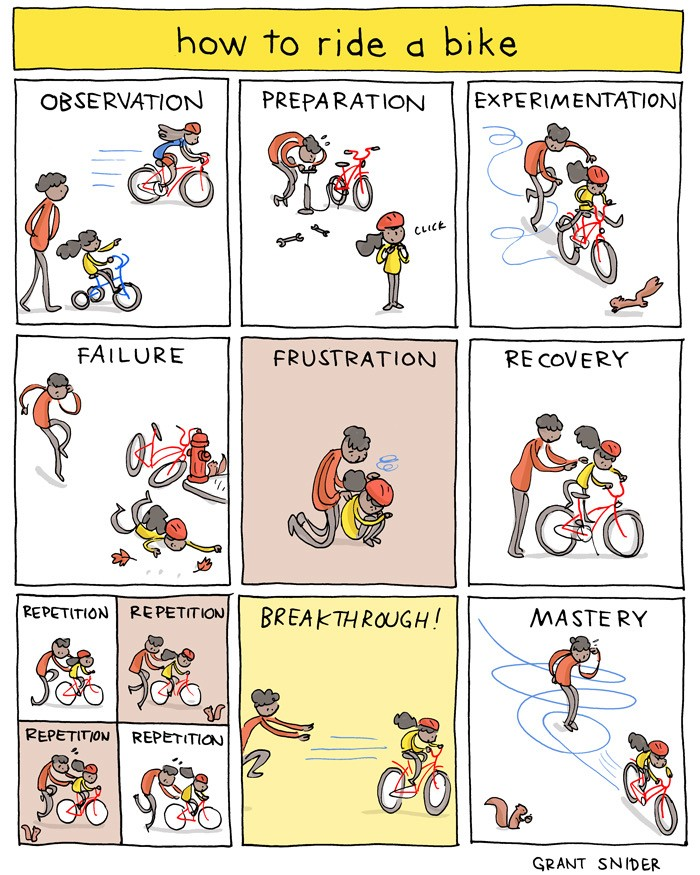 how to ride a bike
OBSERVATION
PREPARATION
CLICK
EXPERIMENTATION
FAILURE
FRUSTRATION
RECOVERY
REPETITION
REPETITION
REPETITION
REPETITION
BREAKTHROUGH!
MASTERY
GRANT SNIDER